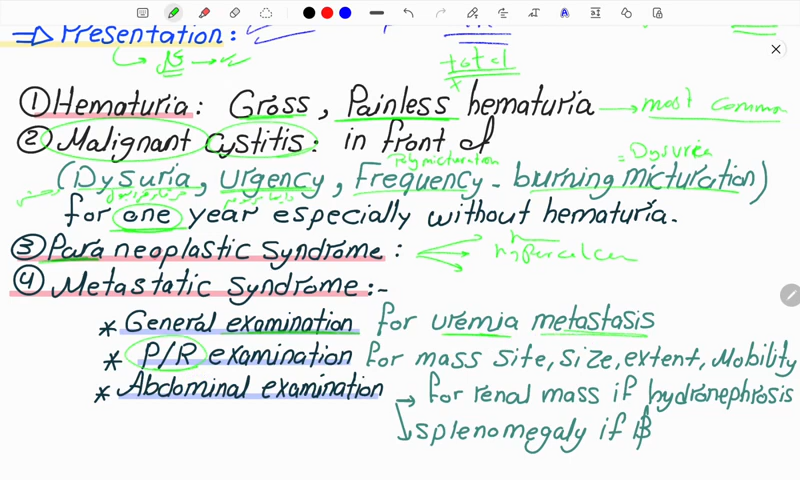 ⇒ Presentation:
total
① Hematuria: Gross, Painless hematuria → most common
② Malignant cystitis: in front of
Polymicturation = Dysuria
(Dysuria, urgency, Frequency - burning micturation)
for one year especially without hematuria.
③ Para neoplastic syndrome:
④ Metastatic syndrome:-
* General examination for uremia metastasis
* P/R examination for mass site, size, extent, Mobility
* Abdominal examination → for renal mass if hydronephrosis
splenomegaly if B